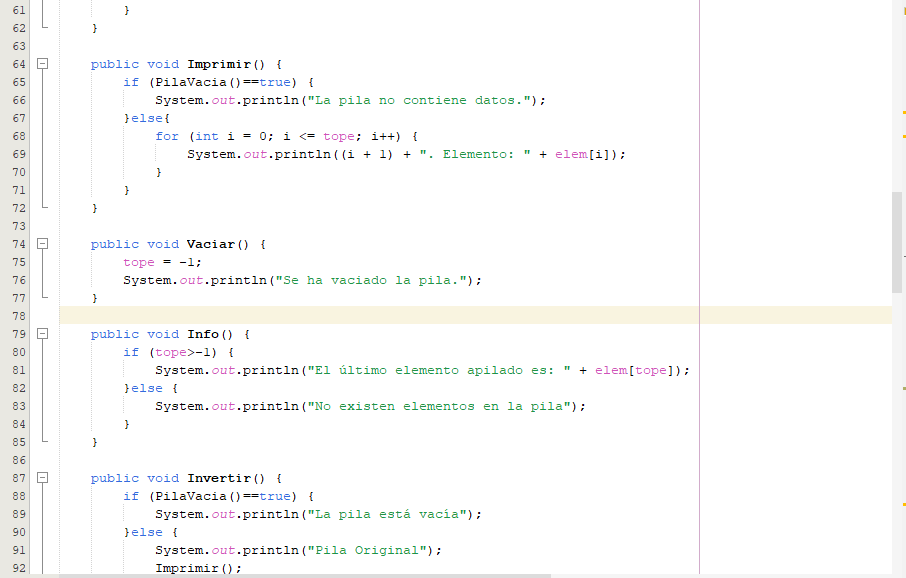 61 }
62 }
63
64 public void Imprimir() {
65 if (PilaVacia()==true) {
66 System.out.println("La pila no contiene datos.");
67 }else{
68 for (int i = 0; i <= tope; i++) {
69 System.out.println((i + 1) + ". Elemento: " + elem[i]);
70 }
71 }
72 }
73
74 public void Vaciar() {
75 tope = -1;
76 System.out.println("Se ha vaciado la pila.");
77 }
78
79 public void Info() {
80 if (tope>-1) {
81 System.out.println("El último elemento apilado es: " + elem[tope]);
82 }else {
83 System.out.println("No existen elementos en la pila");
84 }
85 }
86
87 public void Invertir() {
88 if (PilaVacia()==true) {
89 System.out.println("La pila está vacía");
90 }else {
91 System.out.println("Pila Original");
92 Imprimir();